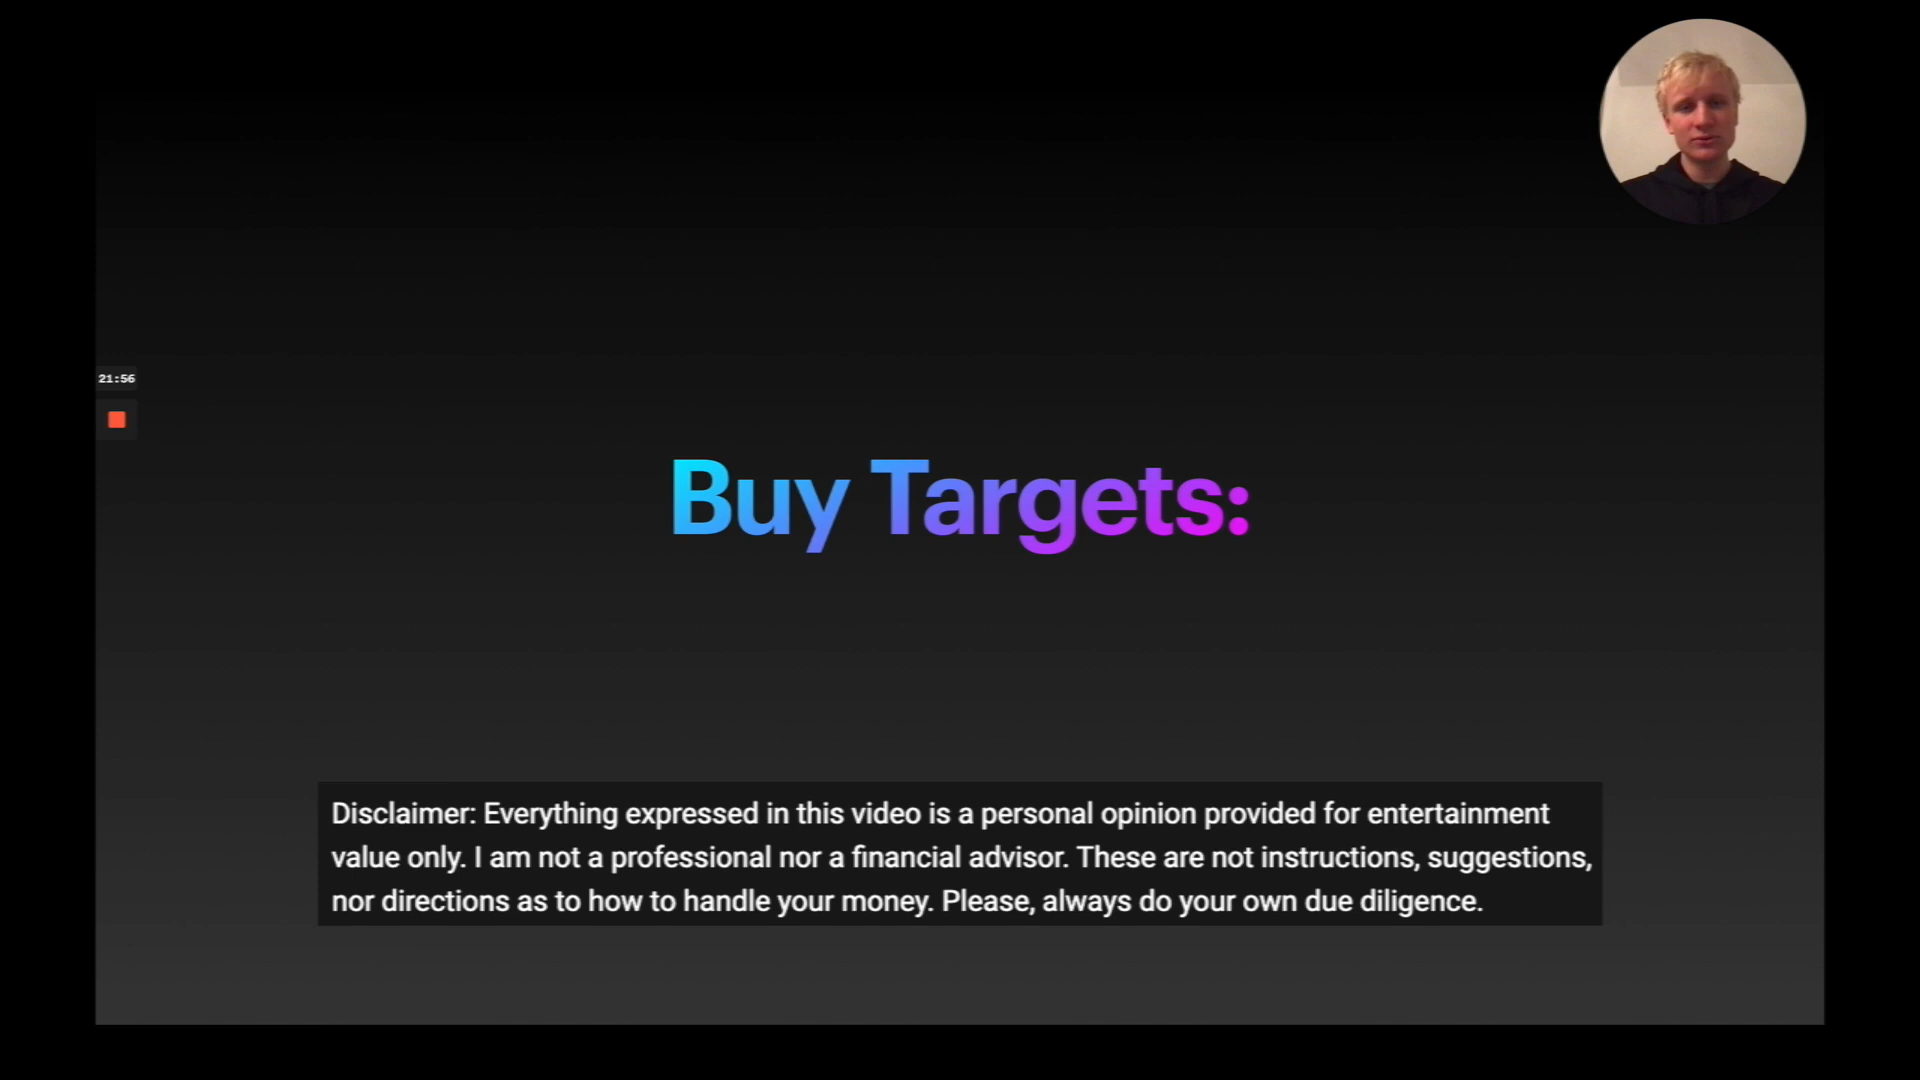 21:56
Buy Targets:
Disclaimer: Everything expressed in this video is a personal opinion provided for entertainment
value only. I am not a professional nor a financial advisor. These are not instructions, suggestions,
nor directions as to how to handle your money. Please, always do your own due diligence.